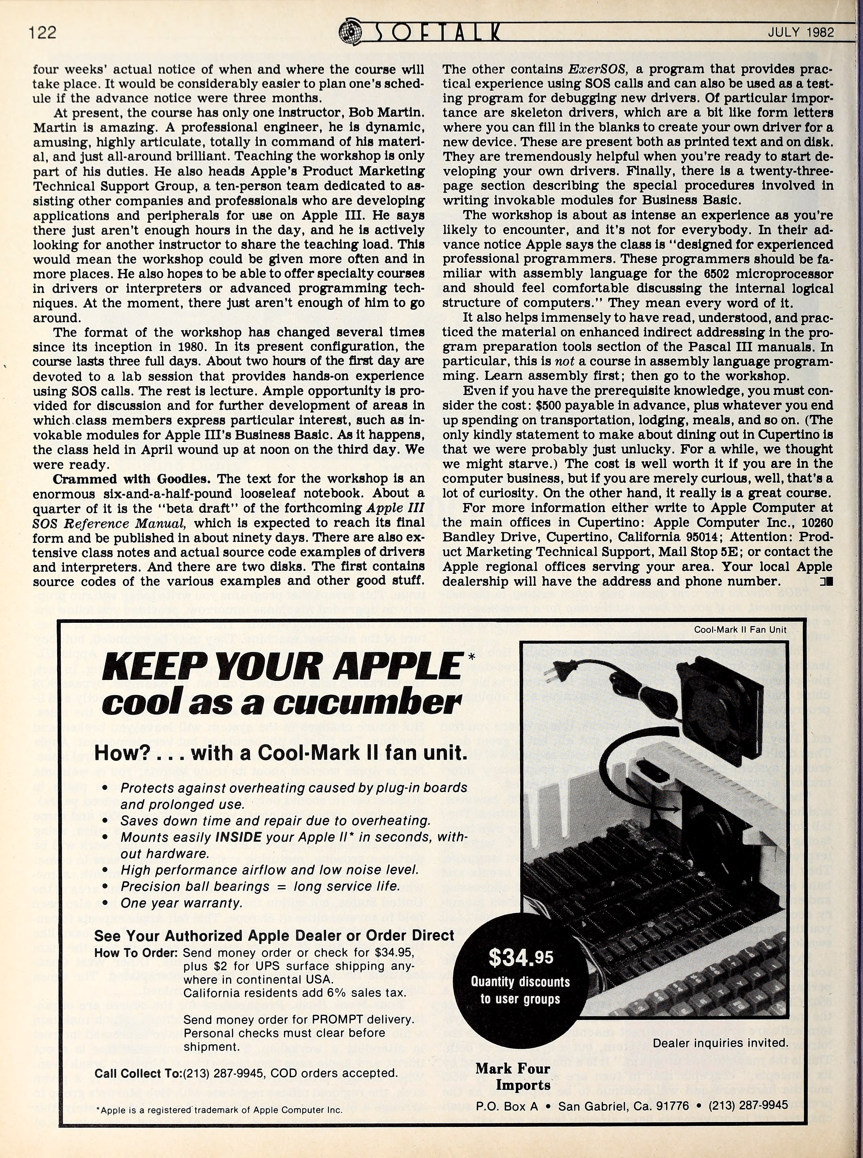 122
SOFTALK
JULY 1982
four weeks' actual notice of when and where the course will
take place. It would be considerably easier to plan one's sched-
ule if the advance notice were three months.
At present, the course has only one instructor, Bob Martin.
Martin is amazing. A professional engineer, he is dynamic,
amusing, highly articulate, totally in command of his materi-
al, and just all-around brilliant. Teaching the workshop is only
part of his duties. He also heads Apple's Product Marketing
Technical Support Group, a ten-person team dedicated to as-
sisting other companies and professionals who are developing
applications and peripherals for use on Apple III. He says
there just aren't enough hours in the day, and he is actively
looking for another instructor to share the teaching load. This
would mean the workshop could be given more often and in
more places. He also hopes to be able to offer specialty courses
in drivers or interpreters or advanced programming tech-
niques. At the moment, there just aren't enough of him to go
around.
The format of the workshop has changed several times
since its inception in 1980. In its present configuration, the
course lasts three full days. About two hours of the first day are
devoted to a lab session that provides hands-on experience
using SOS calls. The rest is lecture. Ample opportunity is pro-
vided for discussion and for further development of areas in
which class members express particular interest, such as in-
vokable modules for Apple III's Business Basic. As it happens,
the class held in April wound up at noon on the third day. We
were ready.
Crammed with Goodies. The text for the workshop is an
enormous six-and-a-half-pound looseleaf notebook. About a
quarter of it is the "beta draft" of the forthcoming Apple III
SOS Reference Manual, which is expected to reach its final
form and be published in about ninety days. There are also ex-
tensive class notes and actual source code examples of drivers
and interpreters. And there are two disks. The first contains
source codes of the various examples and other good stuff.
The other contains ExerSOS, a program that provides prac-
tical experience using SOS calls and can also be used as a test-
ing program for debugging new drivers. Of particular impor-
tance are skeleton drivers, which are a bit like form letters
where you can fill in the blanks to create your own driver for a
new device. These are present both as printed text and on disk.
They are tremendously helpful when you're ready to start de-
veloping your own drivers. Finally, there is a twenty-three-
page section describing the special procedures involved in
writing invokable modules for Business Basic.
The workshop is about as intense an experience as you're
likely to encounter, and it's not for everybody. In their ad-
vance notice Apple says the class is "designed for experienced
professional programmers. These programmers should be fa-
miliar with assembly language for the 6502 microprocessor
and should feel comfortable discussing the internal logical
structure of computers." They mean every word of it.
It also helps immensely to have read, understood, and prac-
ticed the material on enhanced indirect addressing in the pro-
gram preparation tools section of the Pascal III manuals. In
particular, this is not a course in assembly language program-
ming. Learn assembly first; then go to the workshop.
Even if you have the prerequisite knowledge, you must con-
sider the cost: $500 payable in advance, plus whatever you end
up spending on transportation, lodging, meals, and so on. (The
only kindly statement to make about dining out in Cupertino is
that we were probably just unlucky. For a while, we thought
we might starve.) The cost is well worth it if you are in the
computer business, but if you are merely curious, well, that's a
lot of curiosity. On the other hand, it really is a great course.
For more information either write to Apple Computer at
the main offices in Cupertino: Apple Computer Inc., 10260
Bandley Drive, Cupertino, California 95014; Attention: Prod-
uct Marketing Technical Support, Mail Stop 5E; or contact the
Apple regional offices serving your area. Your local Apple
dealership will have the address and phone number.
Cool-Mark II Fan Unit
KEEP YOUR APPLE*
cool as a cucumber
How? . . . with a Cool-Mark II fan unit.
• Protects against overheating caused by plug-in boards
and prolonged use.
• Saves down time and repair due to overheating.
• Mounts easily INSIDE your Apple II* in seconds, with-
out hardware.
• High performance airflow and low noise level.
• Precision ball bearings = long service life.
• One year warranty.
See Your Authorized Apple Dealer or Order Direct
How To Order: Send money order or check for $34.95,
plus $2 for UPS surface shipping any-
where in continental USA.
California residents add 6% sales tax.
Send money order for PROMPT delivery.
Personal checks must clear before
shipment.
Call Collect To:(213) 287-9945, COD orders accepted.
*Apple is a registered trademark of Apple Computer Inc.
$34.95
Quantity discounts
to user groups
Dealer inquiries invited.
Mark Four
Imports
P.O. Box A • San Gabriel, Ca. 91776 • (213) 287-9945